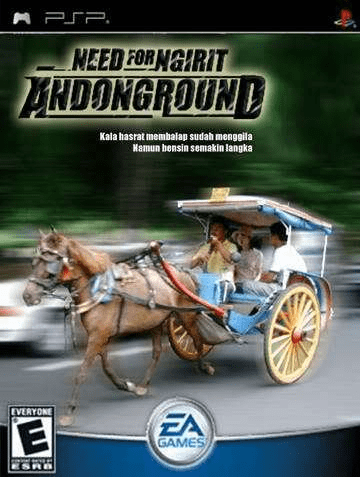 PSP
NEED FOR NGIRIT
ANDONGROUND
Kala hasrat membalap sudah menggila
Namun bensin semakin langka
EVERYONE
E
CONTENT RATED BY
ESRB
EA
GAMES